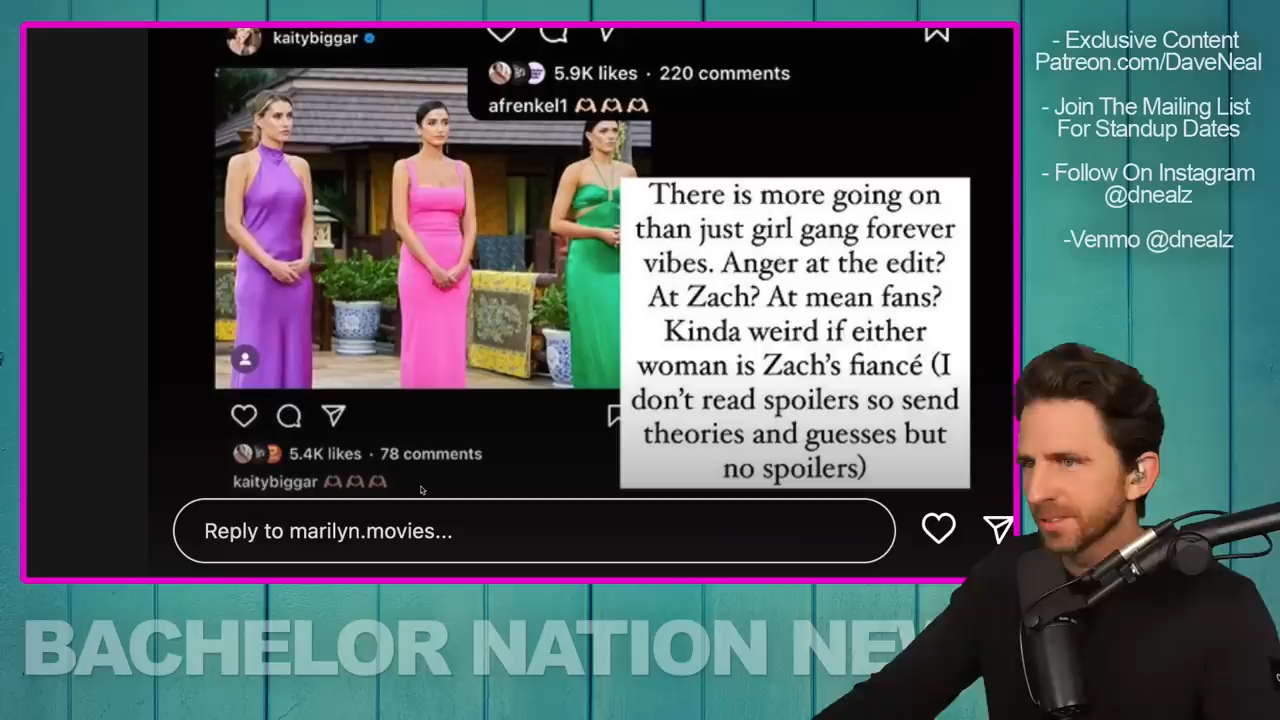 kaitybiggar
5.9K likes · 220 comments
afrenkel1 🫶🫶🫶
There is more going on
than just girl gang forever
vibes. Anger at the edit?
At Zach? At mean fans?
Kinda weird if either
woman is Zach's fiancé (I
don't read spoilers so send
theories and guesses but
no spoilers)
5.4K likes · 78 comments
kaitybiggar 🫶🫶🫶
Reply to marilyn.movies...
- Exclusive Content
Patreon.com/DaveNeal
- Join The Mailing List
For Standup Dates
- Follow On Instagram
@dnealz
-Venmo @dnealz
BACHELOR NATION NEW